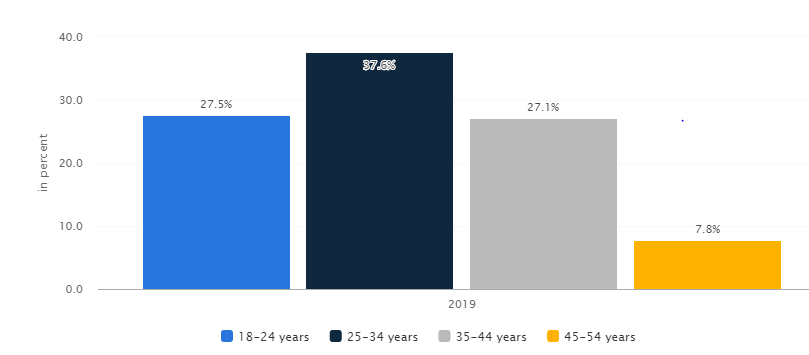 40.0
30.0
20.0
10.0
0.0
in percent
27.5%
37.6%
27.1%
7.8%
2019
18-24 years
25-34 years
35-44 years
45-54 years